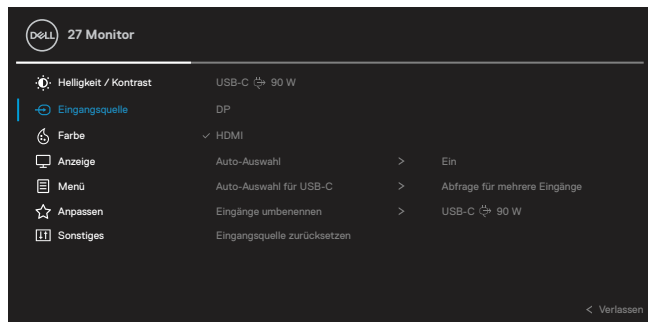 DELL 27 Monitor
Helligkeit / Kontrast USB-C 90 W
Eingangsquelle DP
Farbe ✓ HDMI
Anzeige Auto-Auswahl > Ein
Menü Auto-Auswahl für USB-C > Abfrage für mehrere Eingänge
Anpassen Eingänge umbenennen > USB-C 90 W
Sonstiges Eingangsquelle zurücksetzen
< Verlassen